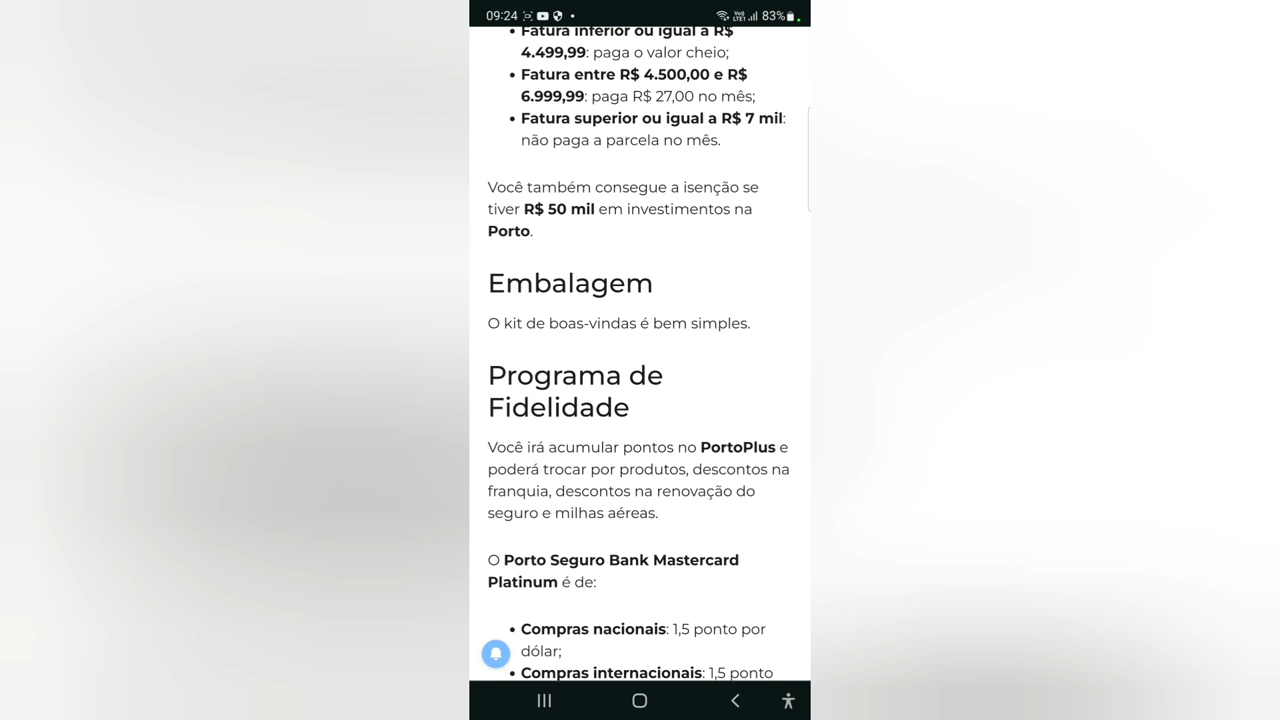 09:24 83%
• Fatura inferior ou igual a R$
4.499,99: paga o valor cheio;
• Fatura entre R$ 4.500,00 e R$
6.999,99: paga R$ 27,00 no mês;
• Fatura superior ou igual a R$ 7 mil:
não paga a parcela no mês.
Você também consegue a isenção se
tiver R$ 50 mil em investimentos na
Porto.
Embalagem
O kit de boas-vindas é bem simples.
Programa de
Fidelidade
Você irá acumular pontos no PortoPlus e
poderá trocar por produtos, descontos na
franquia, descontos na renovação do
seguro e milhas aéreas.
O Porto Seguro Bank Mastercard
Platinum é de:
• Compras nacionais: 1,5 ponto por
dólar;
• Compras internacionais: 1,5 ponto